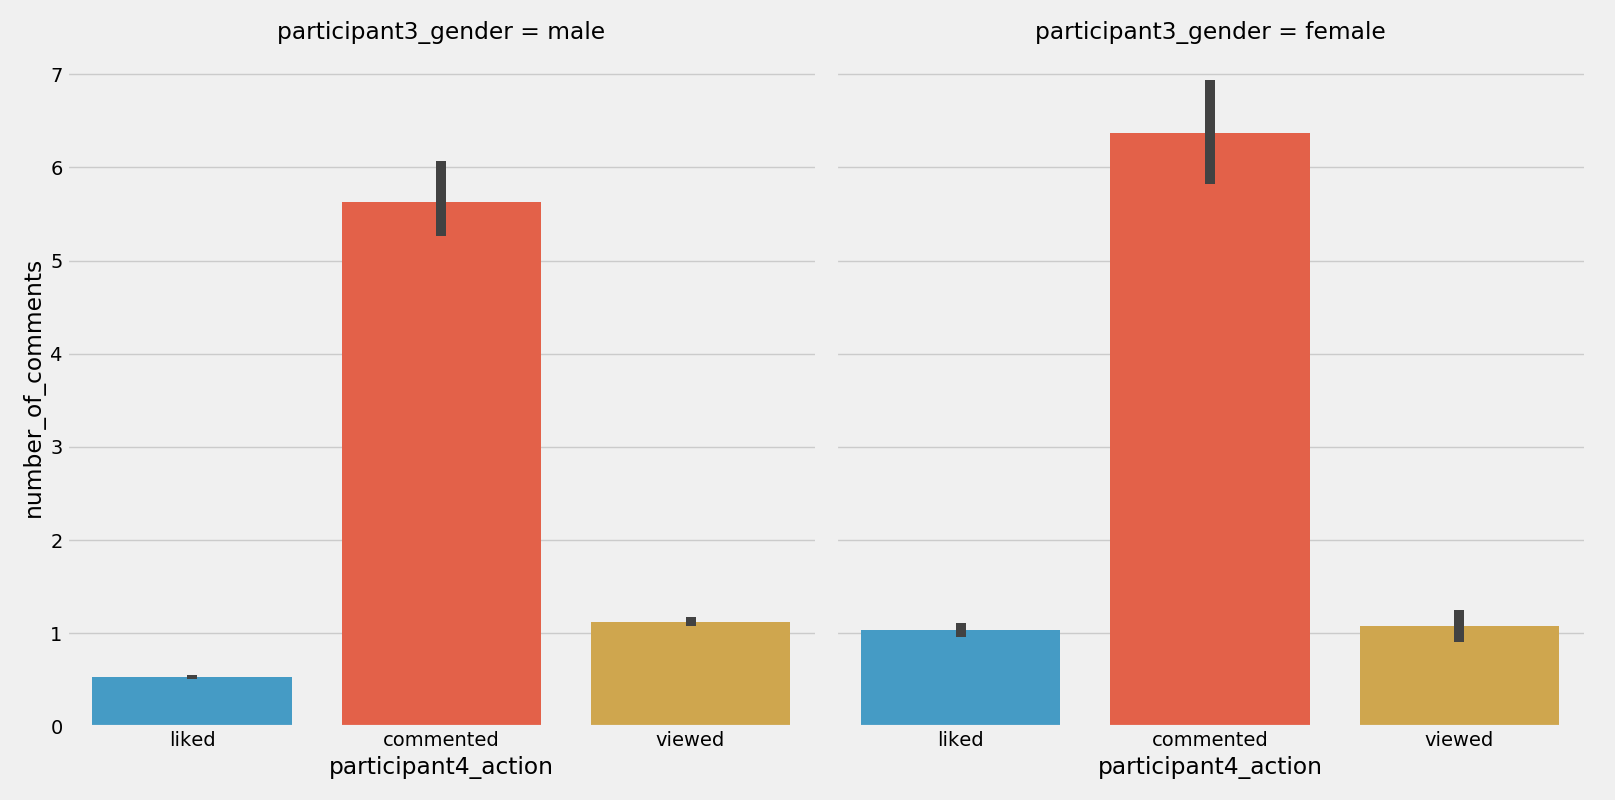 participant3_gender = male
participant3_gender = female
number_of_comments
7
6
5
4
3
2
1
0
liked
commented
viewed
liked
commented
viewed
participant4_action
participant4_action